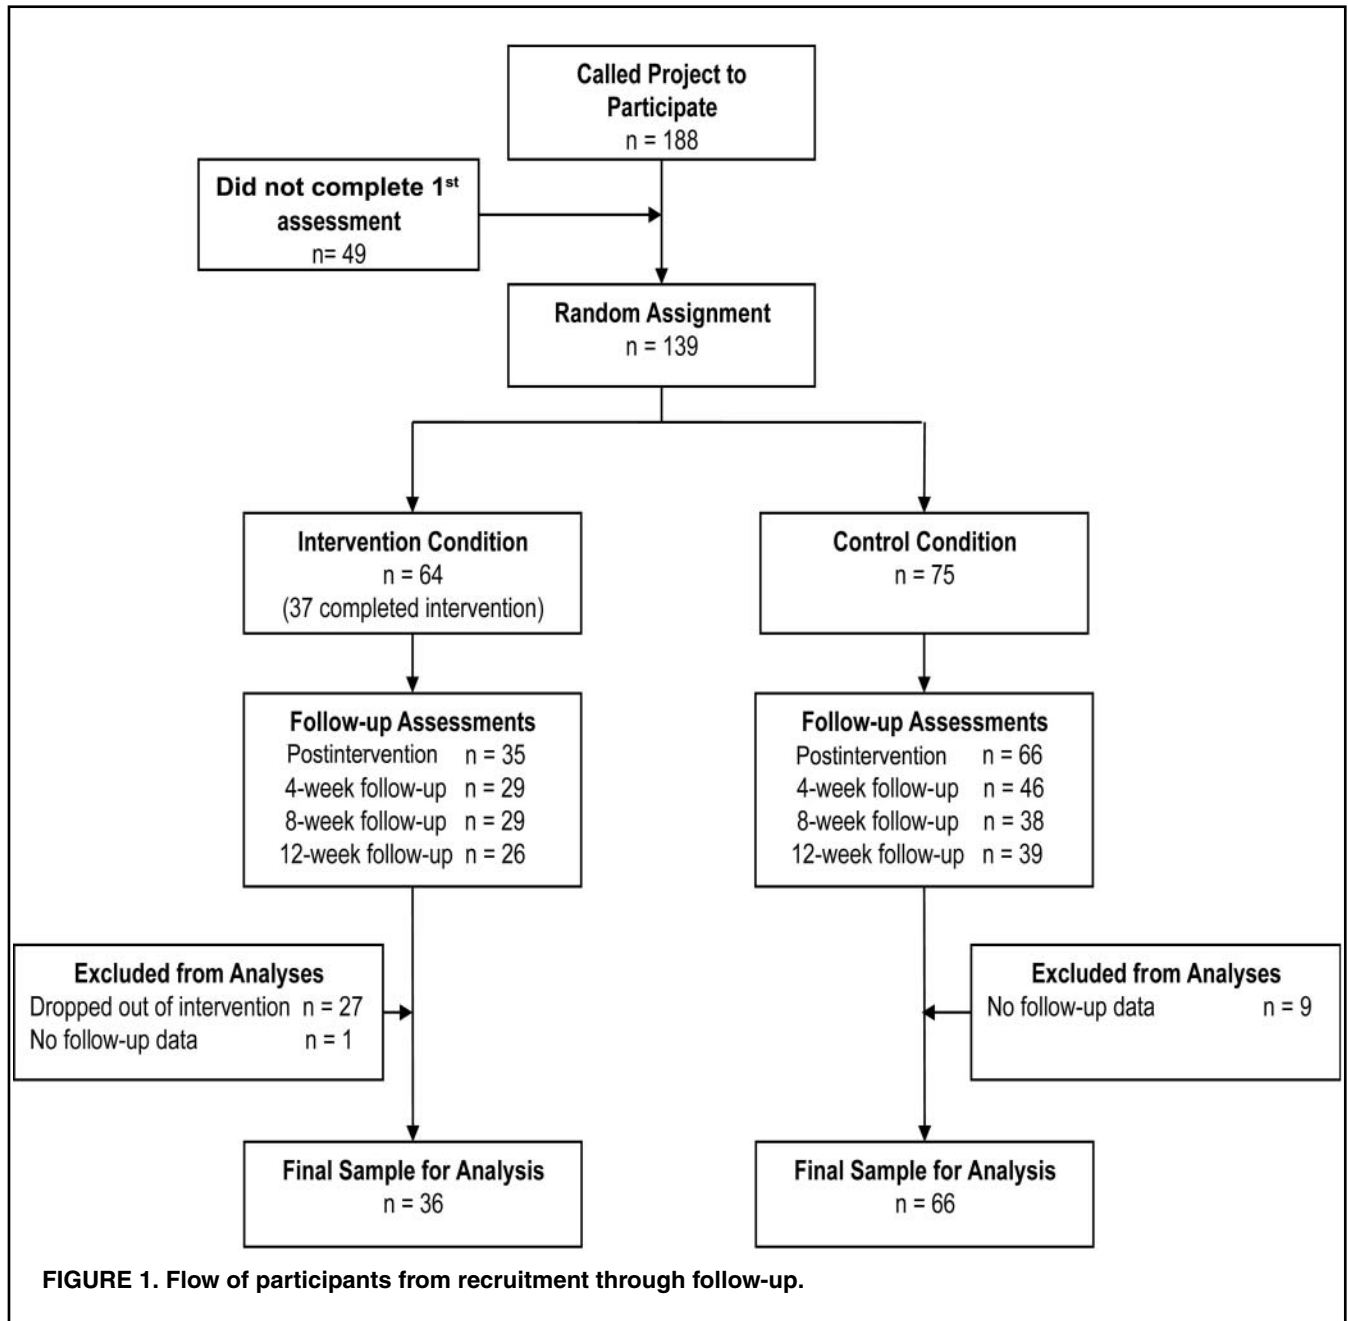 Called Project to
Participate
n = 188
Did not complete 1st
assessment
n= 49
Random Assignment
n = 139
Intervention Condition
n = 64
(37 completed intervention)
Control Condition
n = 75
Follow-up Assessments
Postintervention n = 35
4-week follow-up n = 29
8-week follow-up n = 29
12-week follow-up n = 26
Follow-up Assessments
Postintervention n = 66
4-week follow-up n = 46
8-week follow-up n = 38
12-week follow-up n = 39
Excluded from Analyses
Dropped out of intervention n = 27
No follow-up data n = 1
Excluded from Analyses
No follow-up data n = 9
Final Sample for Analysis
n = 36
Final Sample for Analysis
n = 66
FIGURE 1. Flow of participants from recruitment through follow-up.